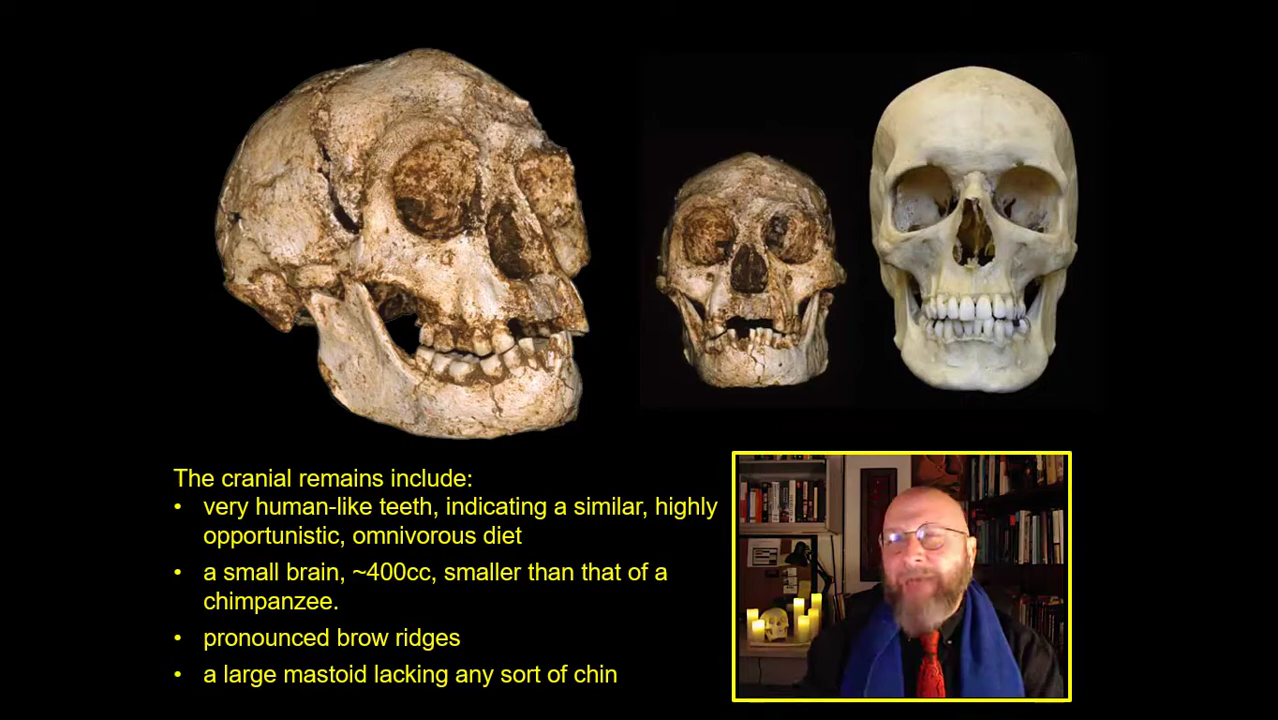 The cranial remains include:
• very human-like teeth, indicating a similar, highly
opportunistic, omnivorous diet
• a small brain, ~400cc, smaller than that of a
chimpanzee.
• pronounced brow ridges
• a large mastoid lacking any sort of chin